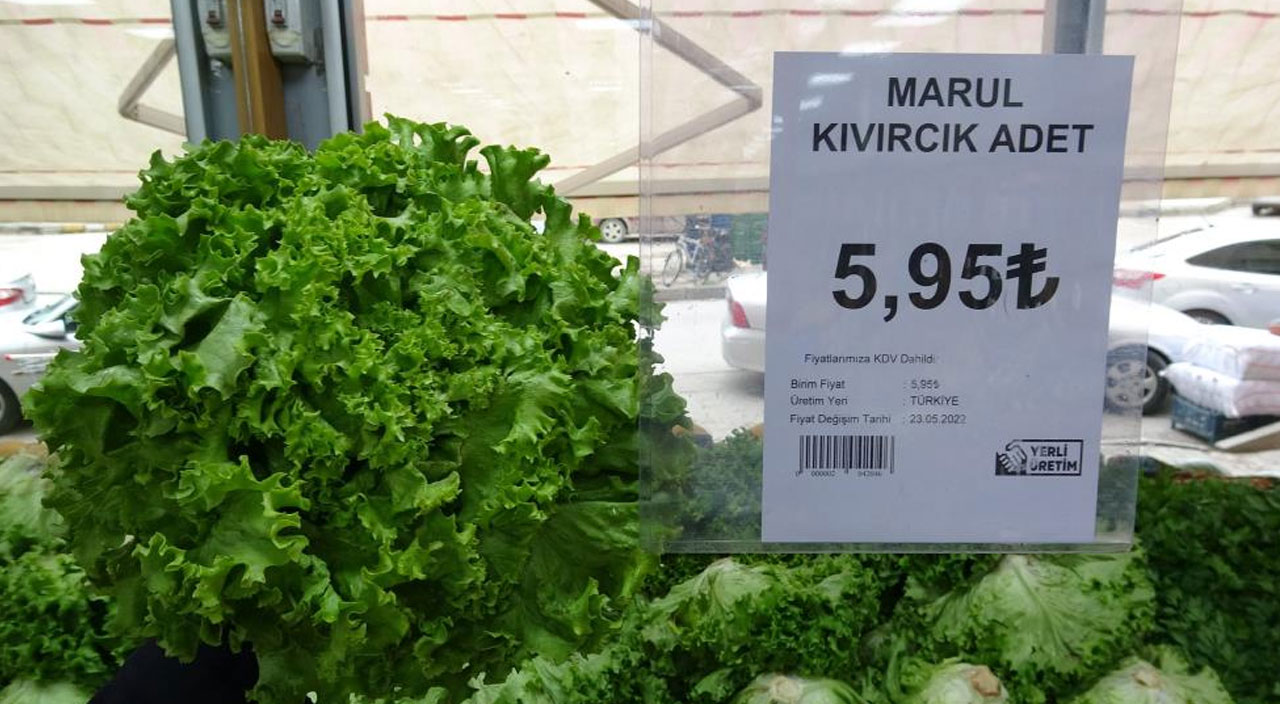 MARUL
KIVIRCIK ADET
5,95₺
Fiyatlarımıza KDV Dahildi
Birim Fiyat : 5,95₺
Üretim Yeri : TÜRKİYE
Fiyat Değişim Tarihi : 23.05.2022
YERLİ
ÜRETİM